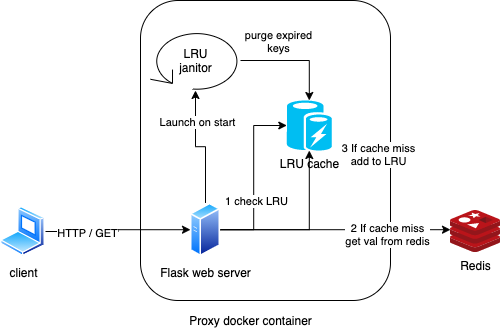 LRU
janitor
purge expired
keys
Launch on start
LRU cache
3 If cache miss
add to LRU
1 check LRU
HTTP / GET
2 If cache miss
get val from redis
client
Flask web server
Redis
Proxy docker container